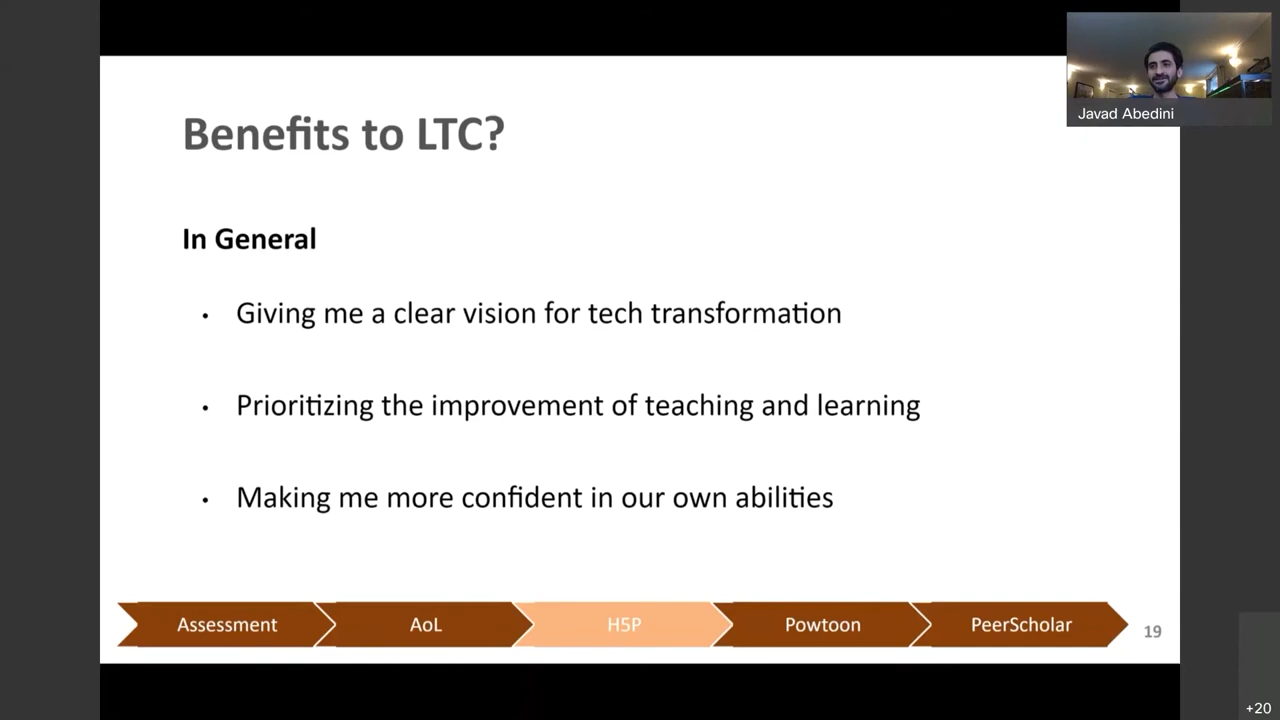 Javad Abedini
Benefits to LTC?
In General
• Giving me a clear vision for tech transformation
• Prioritizing the improvement of teaching and learning
• Making me more confident in our own abilities
Assessment
AoL
H5P
Powtoon
PeerScholar
19
+20